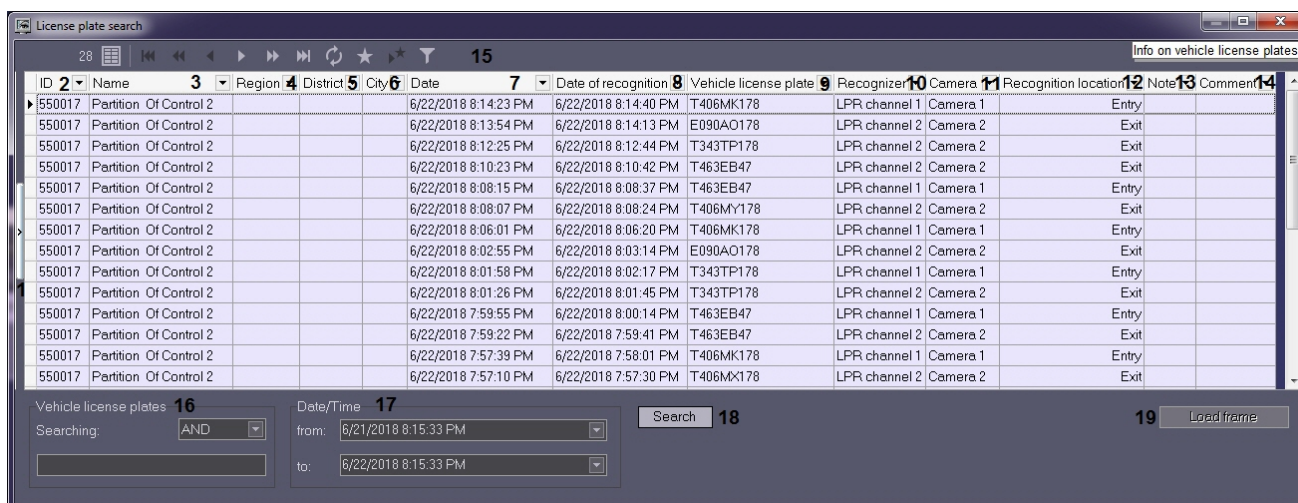 License plate search
28 15
Info on vehicle license plates
ID 2 Name 3 Region 4 District 5 City 6 Date 7 Date of recognition 8 Vehicle license plate 9 Recognizer 10 Camera 11 Recognition location 12 Note 13 Comment 14
550017 Partition Of Control 2 6/22/2018 8:14:23 PM 6/22/2018 8:14:40 PM T406MK178 LPR channel 1 Camera 1 Entry
550017 Partition Of Control 2 6/22/2018 8:13:54 PM 6/22/2018 8:14:13 PM E090AO178 LPR channel 2 Camera 2 Exit
550017 Partition Of Control 2 6/22/2018 8:12:25 PM 6/22/2018 8:12:44 PM T343TP178 LPR channel 2 Camera 2 Exit
550017 Partition Of Control 2 6/22/2018 8:10:23 PM 6/22/2018 8:10:42 PM T463EB47 LPR channel 2 Camera 2 Exit
550017 Partition Of Control 2 6/22/2018 8:08:15 PM 6/22/2018 8:08:37 PM T463EB47 LPR channel 1 Camera 1 Entry
550017 Partition Of Control 2 6/22/2018 8:08:07 PM 6/22/2018 8:08:24 PM T406MY178 LPR channel 2 Camera 2 Exit
550017 Partition Of Control 2 6/22/2018 8:06:01 PM 6/22/2018 8:06:20 PM T406MK178 LPR channel 1 Camera 1 Entry
550017 Partition Of Control 2 6/22/2018 8:02:55 PM 6/22/2018 8:03:14 PM E090AO178 LPR channel 2 Camera 2 Exit
550017 Partition Of Control 2 6/22/2018 8:01:58 PM 6/22/2018 8:02:17 PM T343TP178 LPR channel 1 Camera 1 Entry
1 550017 Partition Of Control 2 6/22/2018 8:01:26 PM 6/22/2018 8:01:45 PM T343TP178 LPR channel 2 Camera 2 Exit
550017 Partition Of Control 2 6/22/2018 7:59:55 PM 6/22/2018 8:00:14 PM T463EB47 LPR channel 1 Camera 1 Entry
550017 Partition Of Control 2 6/22/2018 7:59:22 PM 6/22/2018 7:59:41 PM T463EB47 LPR channel 2 Camera 2 Exit
550017 Partition Of Control 2 6/22/2018 7:57:39 PM 6/22/2018 7:58:01 PM T406MK178 LPR channel 1 Camera 1 Entry
550017 Partition Of Control 2 6/22/2018 7:57:10 PM 6/22/2018 7:57:30 PM T406MX178 LPR channel 2 Camera 2 Exit
Vehicle license plates 16 Date/Time 17
Searching: AND from: 6/21/2018 8:15:33 PM Search 18 19 Load frame
to: 6/22/2018 8:15:33 PM